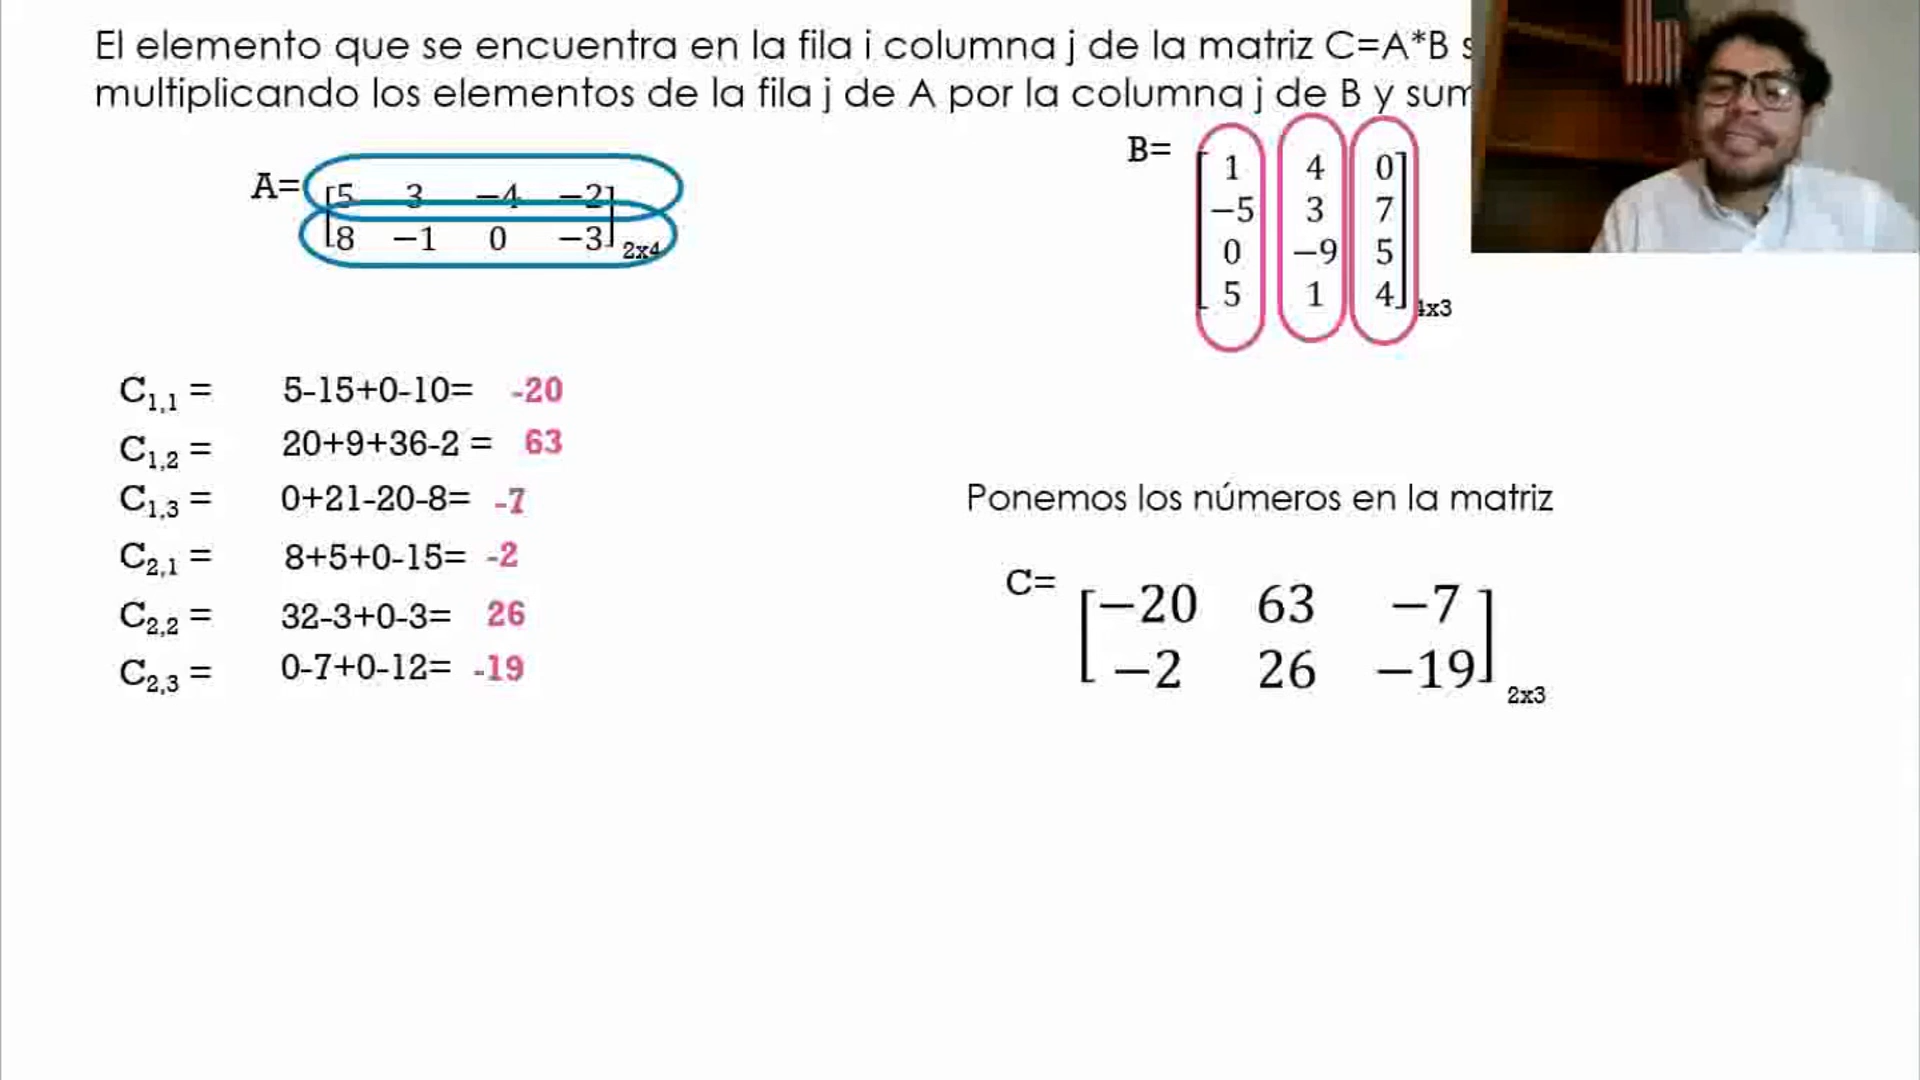 El elemento que se encuentra en la fila i columna j de la matriz C=A*B
multiplicando los elementos de la fila j de A por la columna j de B y
A=
5 3 −4 −2
8 −1 0 −3
2x4
B=
1 4 0
−5 3 7
0 −9 5
5 1 4
4x3
C1,1 = 5-15+0-10= -20
C1,2 = 20+9+36-2 = 63
C1,3 = 0+21-20-8= -7
C2,1 = 8+5+0-15= -2
C2,2 = 32-3+0-3= 26
C2,3 = 0-7+0-12= -19
Ponemos los números en la matriz
C=
−20 63 −7
−2 26 −19
2x3